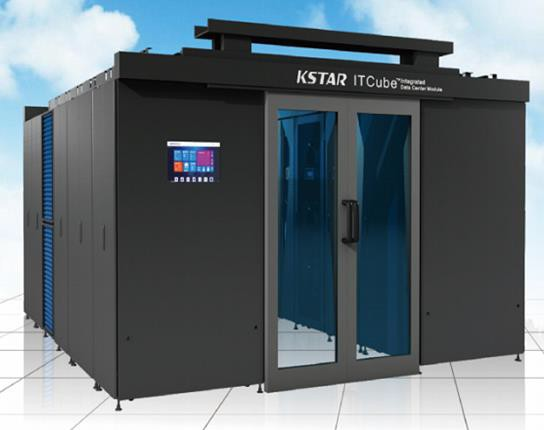 KSTAR ITCube™ Integrated
Data Center Module